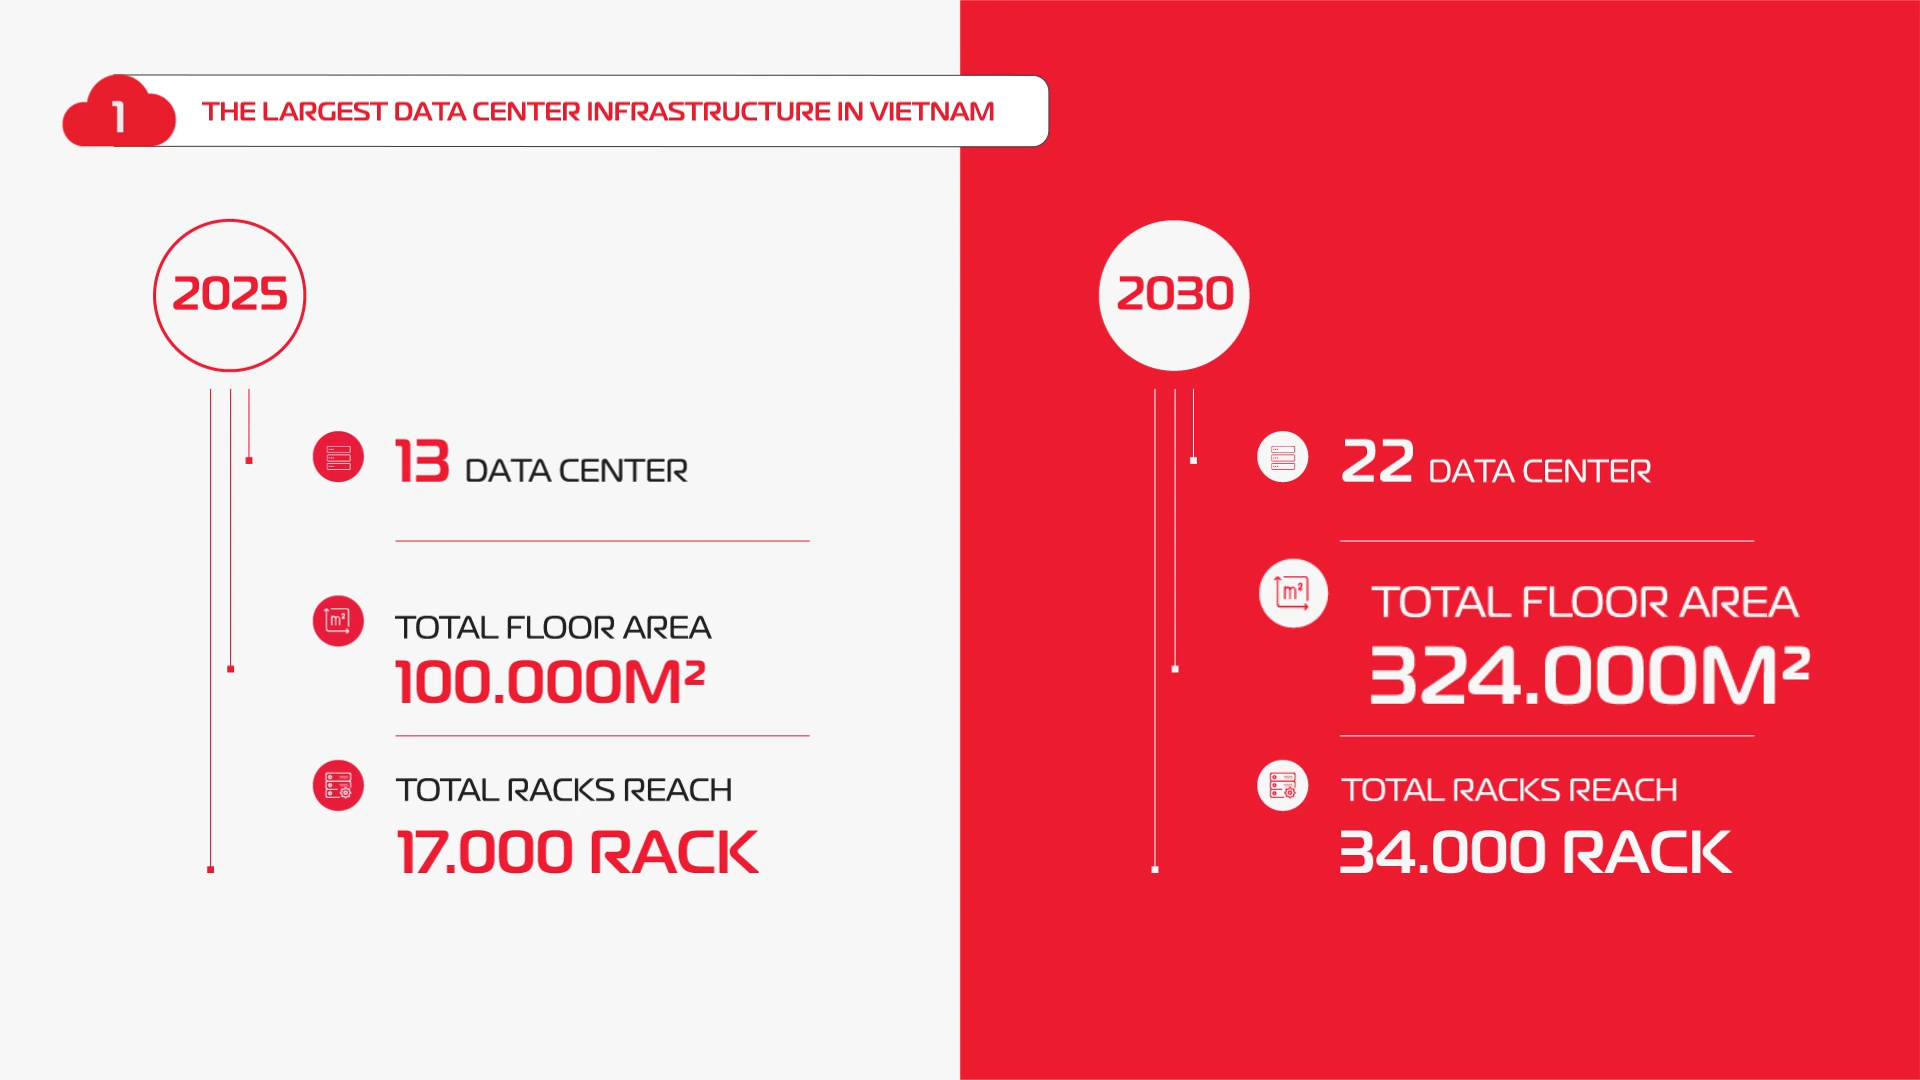 1
THE LARGEST DATA CENTER INFRASTRUCTURE IN VIETNAM
2025
13 DATA CENTER
m²
TOTAL FLOOR AREA
100.000M²
TOTAL RACKS REACH
17.000 RACK
2030
22 DATA CENTER
m²
TOTAL FLOOR AREA
324.000M²
TOTAL RACKS REACH
34.000 RACK